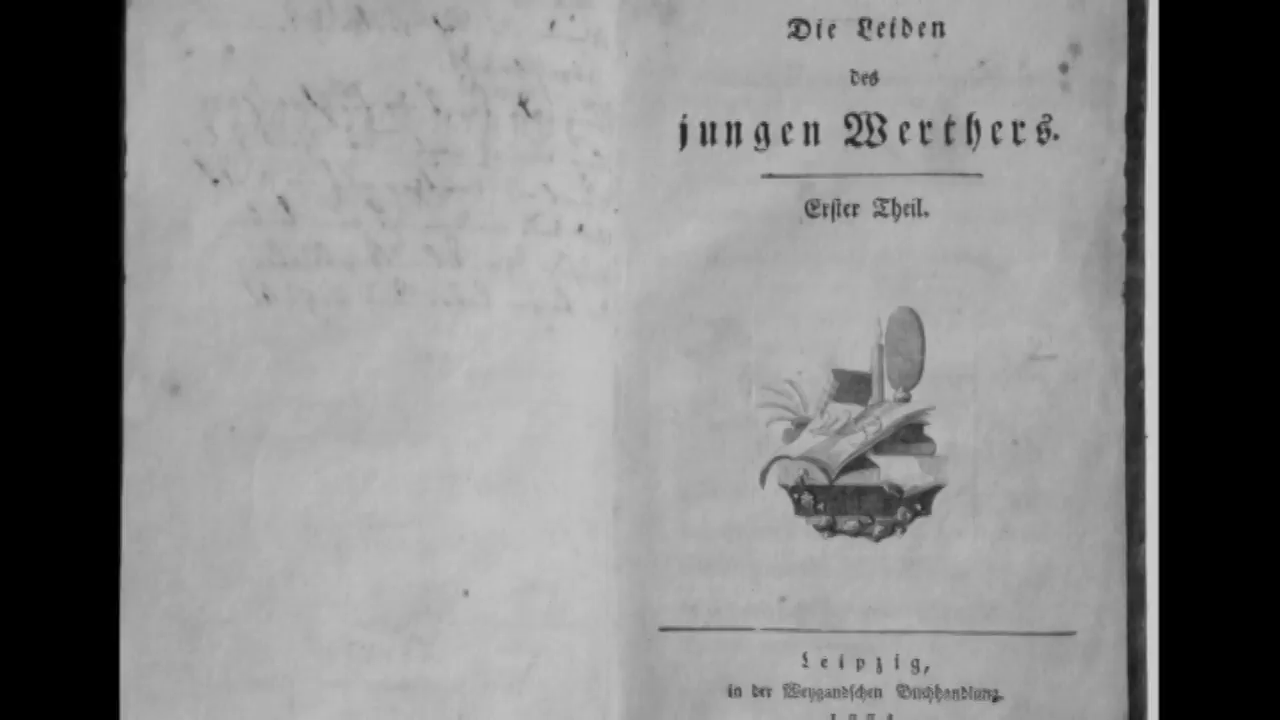 Die Leiden
des
jungen Werthers.
Erster Theil.
Leipzig,
in der Weygandschen Buchhandlung.